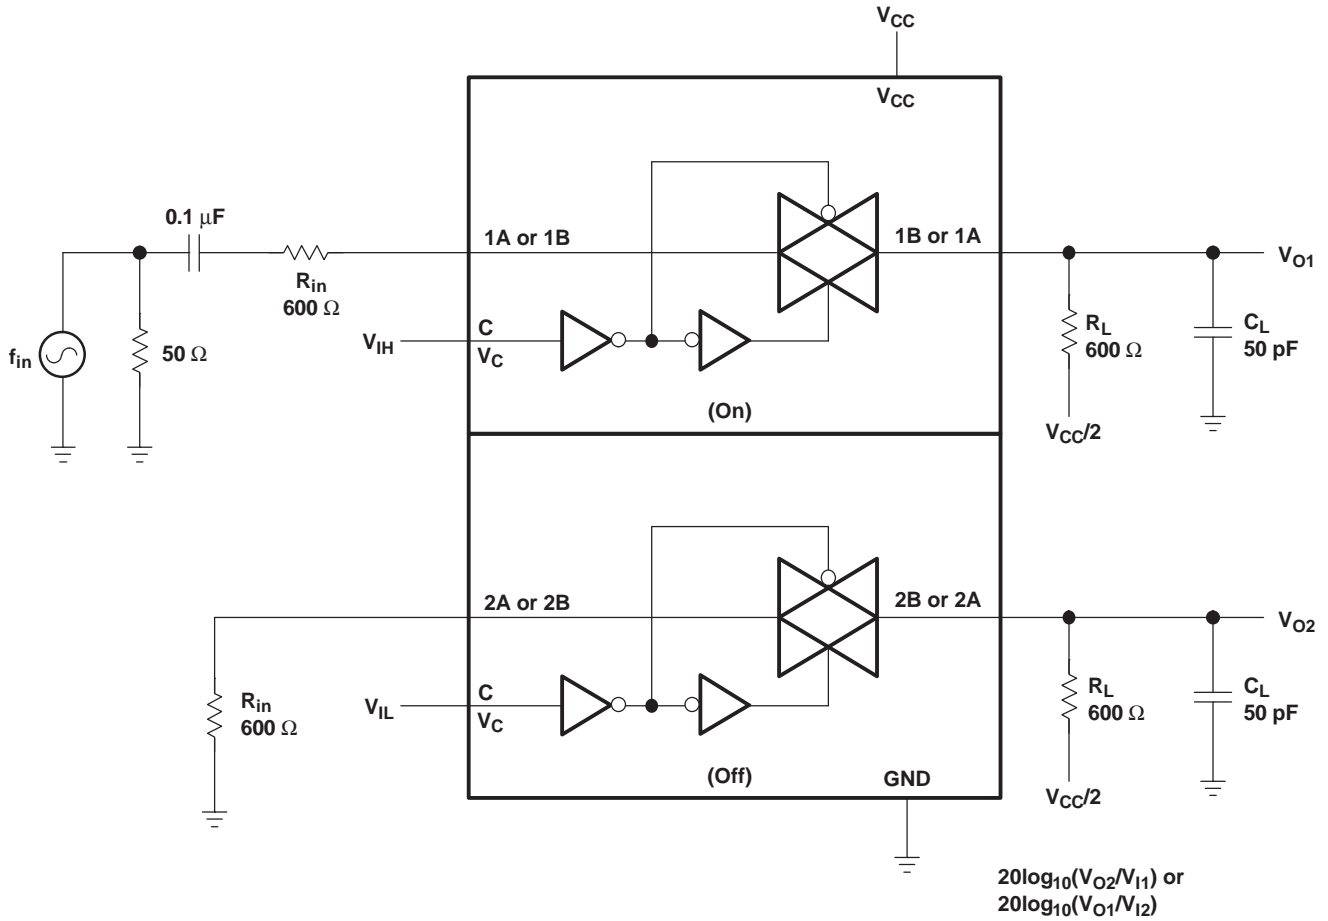 VCC
VCC
0.1 μF
1A or 1B
1B or 1A
VO1
Rin
600 Ω
fin
50 Ω
VIH
C
VC
RL
600 Ω
CL
50 pF
(On)
VCC/2
2A or 2B
2B or 2A
VO2
Rin
600 Ω
VIL
C
VC
RL
600 Ω
CL
50 pF
(Off)
GND
VCC/2
20log10(VO2/VI1) or
20log10(VO1/VI2)